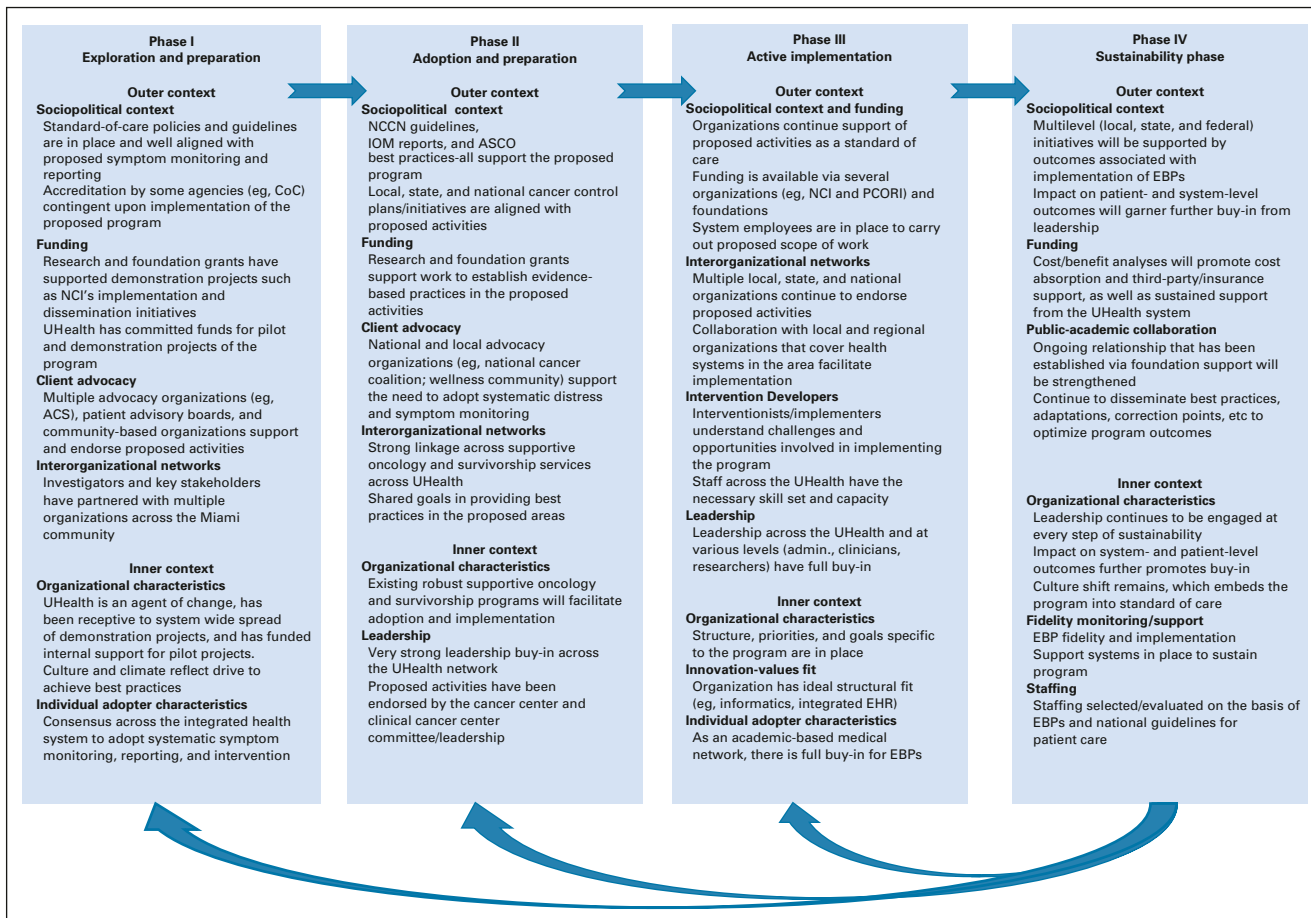 Phase I
Exploration and preparation
Outer context
Sociopolitical context
Standard-of-care policies and guidelines
are in place and well aligned with
proposed symptom monitoring and
reporting
Accreditation by some agencies (eg, CoC)
contingent upon implementation of the
proposed program
Funding
Research and foundation grants have
supported demonstration projects such
as NCI's implementation and
dissemination initiatives
UHealth has committed funds for pilot
and demonstration projects of the
program
Client advocacy
Multiple advocacy organizations (eg,
ACS), patient advisory boards, and
community-based organizations support
and endorse proposed activities
Interorganizational networks
Investigators and key stakeholders
have partnered with multiple
organizations across the Miami
community
Inner context
Organizational characteristics
UHealth is an agent of change, has
been receptive to system wide spread
of demonstration projects, and has funded
internal support for pilot projects.
Culture and climate reflect drive to
achieve best practices
Individual adopter characteristics
Consensus across the integrated health
system to adopt systematic symptom
monitoring, reporting, and intervention
Phase II
Adoption and preparation
Outer context
Sociopolitical context
NCCN guidelines,
IOM reports, and ASCO
best practices-all support the proposed
program
Local, state, and national cancer control
plans/initiatives are aligned with
proposed activities
Funding
Research and foundation grants
support work to establish evidence-
based practices in the proposed
activities
Client advocacy
National and local advocacy
organizations (eg, national cancer
coalition; wellness community) support
the need to adopt systematic distress
and symptom monitoring
Interorganizational networks
Strong linkage across supportive
oncology and survivorship services
across UHealth
Shared goals in providing best
practices in the proposed areas
Inner context
Organizational characteristics
Existing robust supportive oncology
and survivorship programs will facilitate
adoption and implementation
Leadership
Very strong leadership buy-in across
the UHealth network
Proposed activities have been
endorsed by the cancer center and
clinical cancer center
committee/leadership
Phase III
Active implementation
Outer context
Sociopolitical context and funding
Organizations continue support of
proposed activities as a standard of
care
Funding is available via several
organizations (eg, NCI and PCORI) and
foundations
System employees are in place to carry
out proposed scope of work
Interorganizational networks
Multiple local, state, and national
organizations continue to endorse
proposed activities
Collaboration with local and regional
organizations that cover health
systems in the area facilitate
implementation
Intervention Developers
Interventionists/implementers
understand challenges and
opportunities involved in implementing
the program
Staff across the UHealth have the
necessary skill set and capacity
Leadership
Leadership across the UHealth and at
various levels (admin., clinicians,
researchers) have full buy-in
Inner context
Organizational characteristics
Structure, priorities, and goals specific
to the program are in place
Innovation-values fit
Organization has ideal structural fit
(eg, informatics, integrated EHR)
Individual adopter characteristics
As an academic-based medical
network, there is full buy-in for EBPs
Phase IV
Sustainability phase
Outer context
Sociopolitical context
Multilevel (local, state, and federal)
initiatives will be supported by
outcomes associated with
implementation of EBPs
Impact on patient- and system-level
outcomes will garner further buy-in from
leadership
Funding
Cost/benefit analyses will promote cost
absorption and third-party/insurance
support, as well as sustained support
from the UHealth system
Public-academic collaboration
Ongoing relationship that has been
established via foundation support will
be strengthened
Continue to disseminate best practices,
adaptations, correction points, etc to
optimize program outcomes
Inner context
Organizational characteristics
Leadership continues to be engaged at
every step of sustainability
Impact on system- and patient-level
outcomes further promotes buy-in
Culture shift remains, which embeds the
program into standard of care
Fidelity monitoring/support
EBP fidelity and implementation
Support systems in place to sustain
program
Staffing
Staffing selected/evaluated on the basis of
EBPs and national guidelines for
patient care